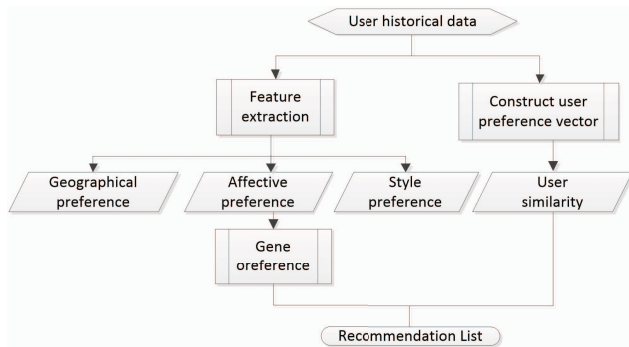 User historical data
Feature
extraction
Construct user
preference vector
Geographical
preference
Affective
preference
Style
preference
User
similarity
Gene
oreference
Recommendation List